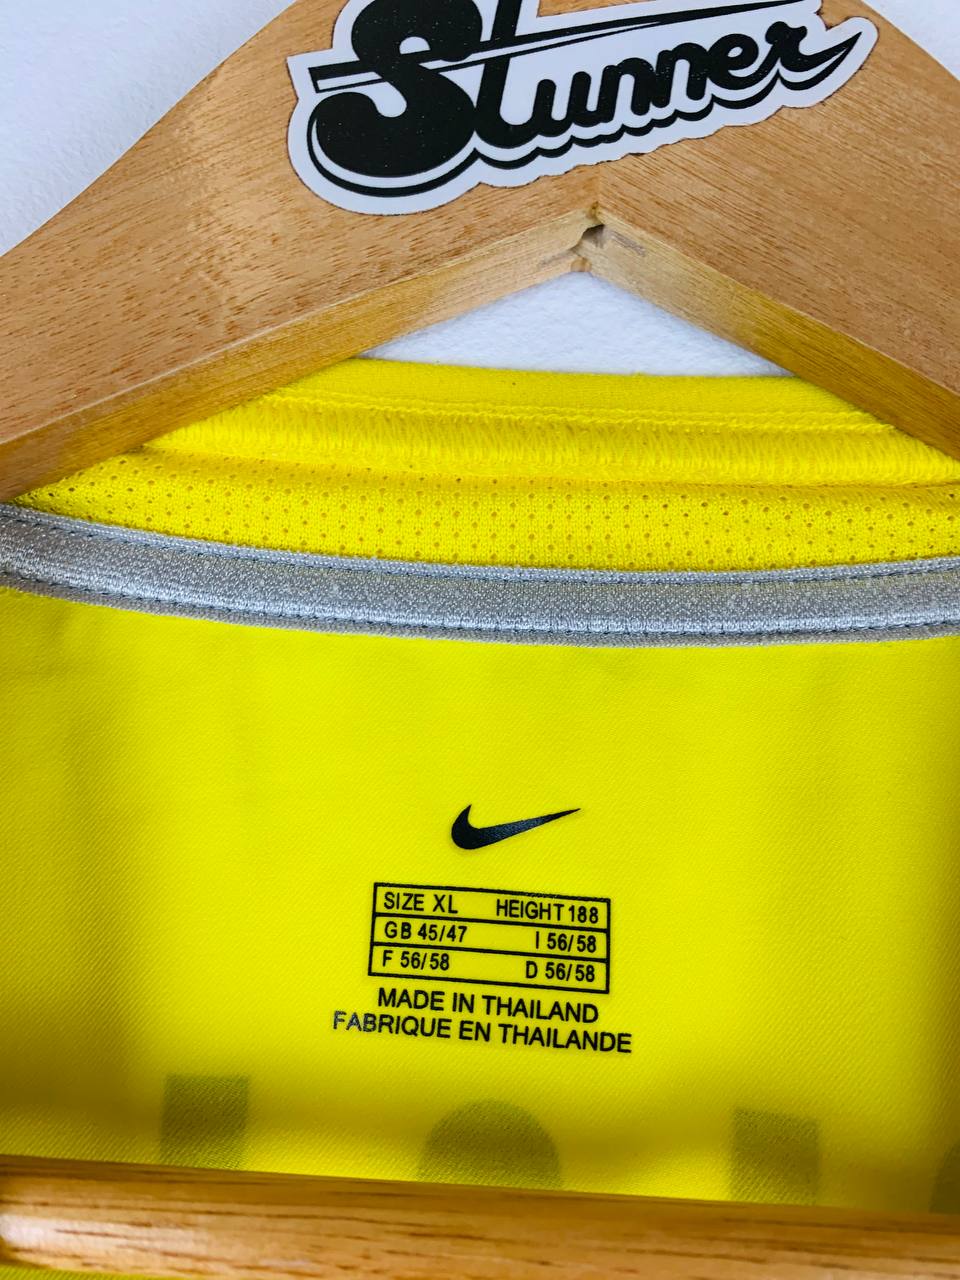 Stunner
SIZE XL HEIGHT 188
GB 45/47 I 56/58
F 56/58 D 56/58
MADE IN THAILAND
FABRIQUE EN THAILANDE